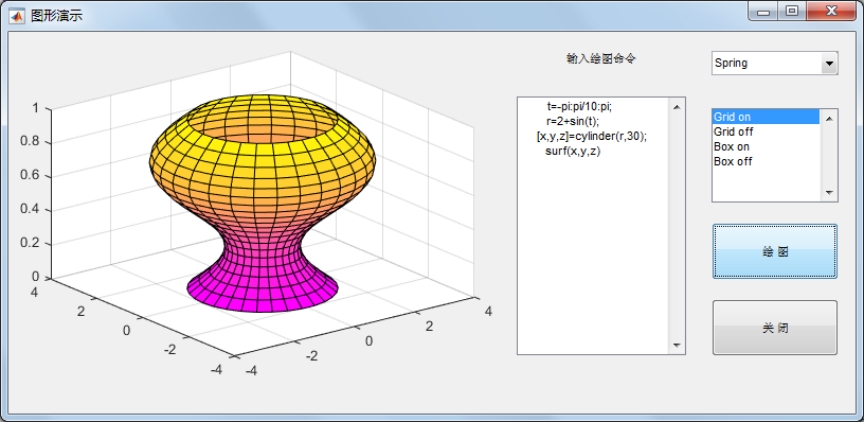 图形演示
输入绘图命令
Spring
t=-pi:pi/10:pi;
r=2+sin(t);
[x,y,z]=cylinder(r,30);
surf(x,y,z)
Grid on
Grid off
Box on
Box off
绘 图
关 闭
1
0.8
0.6
0.4
0.2
0
4
2
0
-2
-4
-4
-2
0
2
4